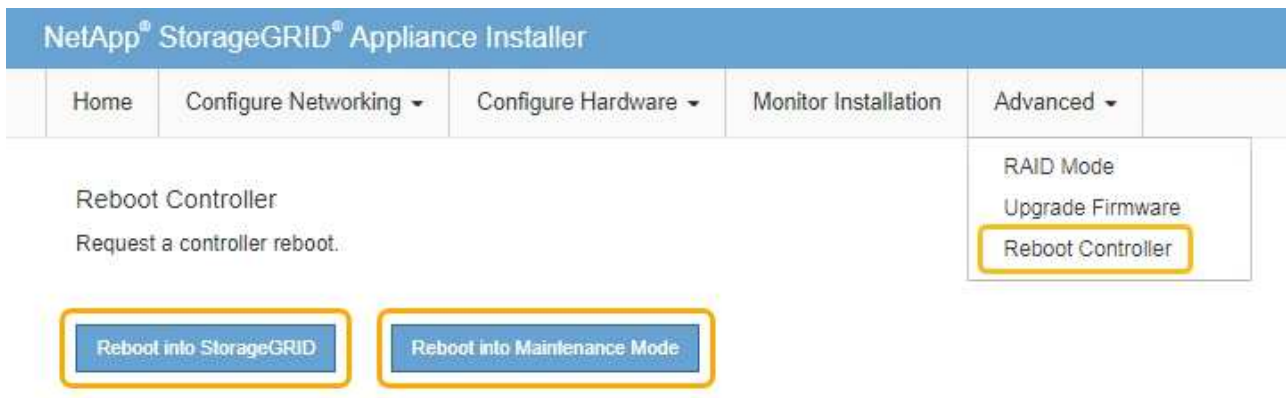 NetApp® StorageGRID® Appliance Installer
Home Configure Networking Configure Hardware Monitor Installation Advanced
RAID Mode
Upgrade Firmware
Reboot Controller
Reboot Controller
Request a controller reboot.
Reboot into StorageGRID Reboot into Maintenance Mode